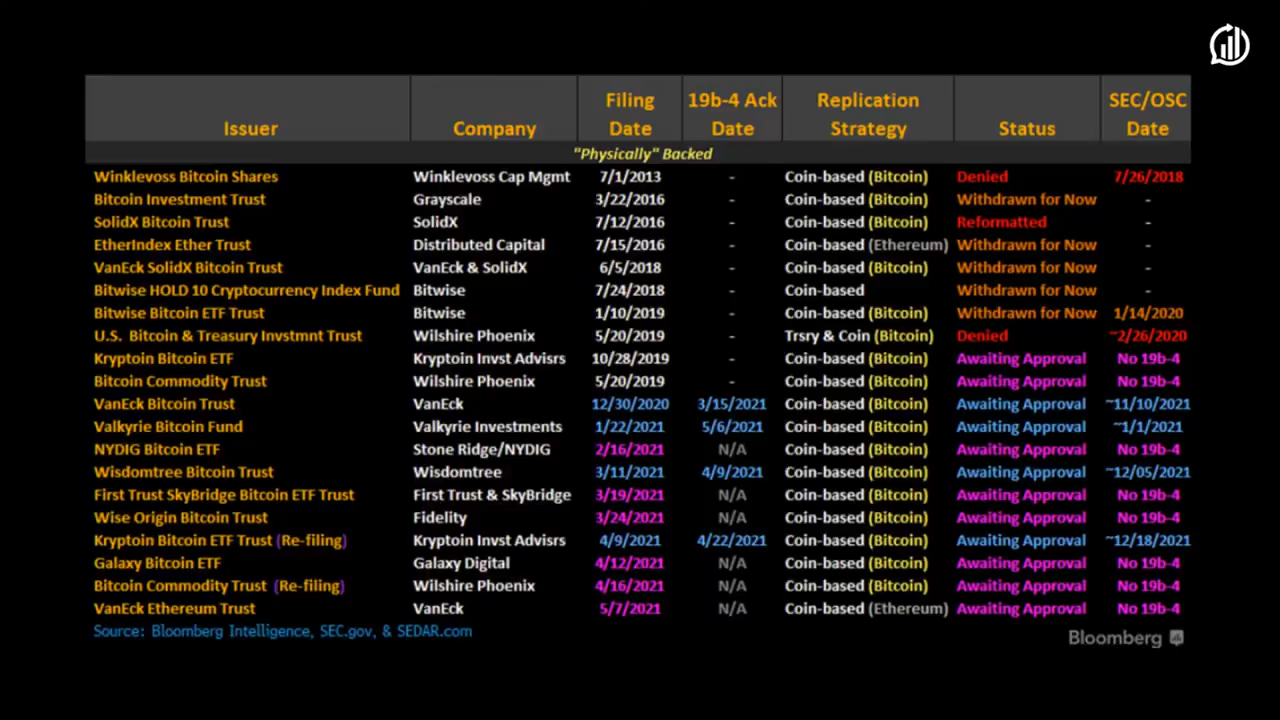 Issuer Company Filing Date 19b-4 Ack Date Replication Strategy Status SEC/OSC Date
"Physically" Backed
Winklevoss Bitcoin Shares Winklevoss Cap Mgmt 7/1/2013 - Coin-based (Bitcoin) Denied 7/26/2018
Bitcoin Investment Trust Grayscale 3/22/2016 - Coin-based (Bitcoin) Withdrawn for Now -
SolidX Bitcoin Trust SolidX 7/12/2016 - Coin-based (Bitcoin) Reformatted -
EtherIndex Ether Trust Distributed Capital 7/15/2016 - Coin-based (Ethereum) Withdrawn for Now -
VanEck SolidX Bitcoin Trust VanEck & SolidX 6/5/2018 - Coin-based (Bitcoin) Withdrawn for Now -
Bitwise HOLD 10 Cryptocurrency Index Fund Bitwise 7/24/2018 - Coin-based Withdrawn for Now -
Bitwise Bitcoin ETF Trust Bitwise 1/10/2019 - Coin-based (Bitcoin) Withdrawn for Now 1/14/2020
U.S. Bitcoin & Treasury Invstmnt Trust Wilshire Phoenix 5/20/2019 - Trsry & Coin (Bitcoin) Denied ~2/26/2020
Kryptoin Bitcoin ETF Kryptoin Invst Advisrs 10/28/2019 - Coin-based (Bitcoin) Awaiting Approval No 19b-4
Bitcoin Commodity Trust Wilshire Phoenix 5/20/2019 - Coin-based (Bitcoin) Awaiting Approval No 19b-4
VanEck Bitcoin Trust VanEck 12/30/2020 3/15/2021 Coin-based (Bitcoin) Awaiting Approval ~11/10/2021
Valkyrie Bitcoin Fund Valkyrie Investments 1/22/2021 5/6/2021 Coin-based (Bitcoin) Awaiting Approval ~1/1/2021
NYDIG Bitcoin ETF Stone Ridge/NYDIG 2/16/2021 N/A Coin-based (Bitcoin) Awaiting Approval No 19b-4
Wisdomtree Bitcoin Trust Wisdomtree 3/11/2021 4/9/2021 Coin-based (Bitcoin) Awaiting Approval ~12/05/2021
First Trust SkyBridge Bitcoin ETF Trust First Trust & SkyBridge 3/19/2021 N/A Coin-based (Bitcoin) Awaiting Approval No 19b-4
Wise Origin Bitcoin Trust Fidelity 3/24/2021 N/A Coin-based (Bitcoin) Awaiting Approval No 19b-4
Kryptoin Bitcoin ETF Trust (Re-filing) Kryptoin Invst Advisrs 4/9/2021 4/22/2021 Coin-based (Bitcoin) Awaiting Approval ~12/18/2021
Galaxy Bitcoin ETF Galaxy Digital 4/12/2021 N/A Coin-based (Bitcoin) Awaiting Approval No 19b-4
Bitcoin Commodity Trust (Re-filing) Wilshire Phoenix 4/16/2021 N/A Coin-based (Bitcoin) Awaiting Approval No 19b-4
VanEck Ethereum Trust VanEck 5/7/2021 N/A Coin-based (Ethereum) Awaiting Approval No 19b-4
Source: Bloomberg Intelligence, SEC.gov, & SEDAR.com
Bloomberg